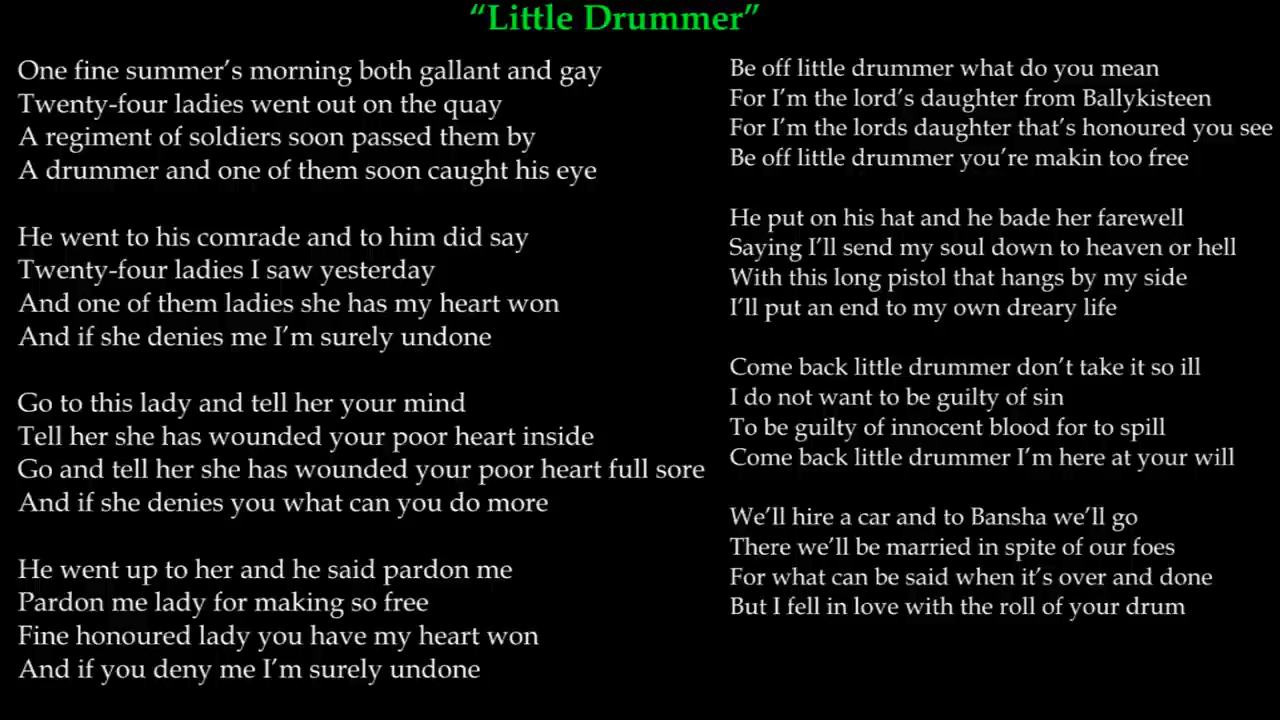 “Little Drummer”
One fine summer’s morning both gallant and gay
Twenty-four ladies went out on the quay
A regiment of soldiers soon passed them by
A drummer and one of them soon caught his eye
He went to his comrade and to him did say
Twenty-four ladies I saw yesterday
And one of them ladies she has my heart won
And if she denies me I’m surely undone
Go to this lady and tell her your mind
Tell her she has wounded your poor heart inside
Go and tell her she has wounded your poor heart full sore
And if she denies you what can you do more
He went up to her and he said pardon me
Pardon me lady for making so free
Fine honoured lady you have my heart won
And if you deny me I’m surely undone
Be off little drummer what do you mean
For I’m the lord’s daughter from Ballykisteen
For I’m the lords daughter that’s honoured you see
Be off little drummer you’re makin too free
He put on his hat and he bade her farewell
Saying I’ll send my soul down to heaven or hell
With this long pistol that hangs by my side
I’ll put an end to my own dreary life
Come back little drummer don’t take it so ill
I do not want to be guilty of sin
To be guilty of innocent blood for to spill
Come back little drummer I’m here at your will
We’ll hire a car and to Bansha we’ll go
There we’ll be married in spite of our foes
For what can be said when it’s over and done
But I fell in love with the roll of your drum